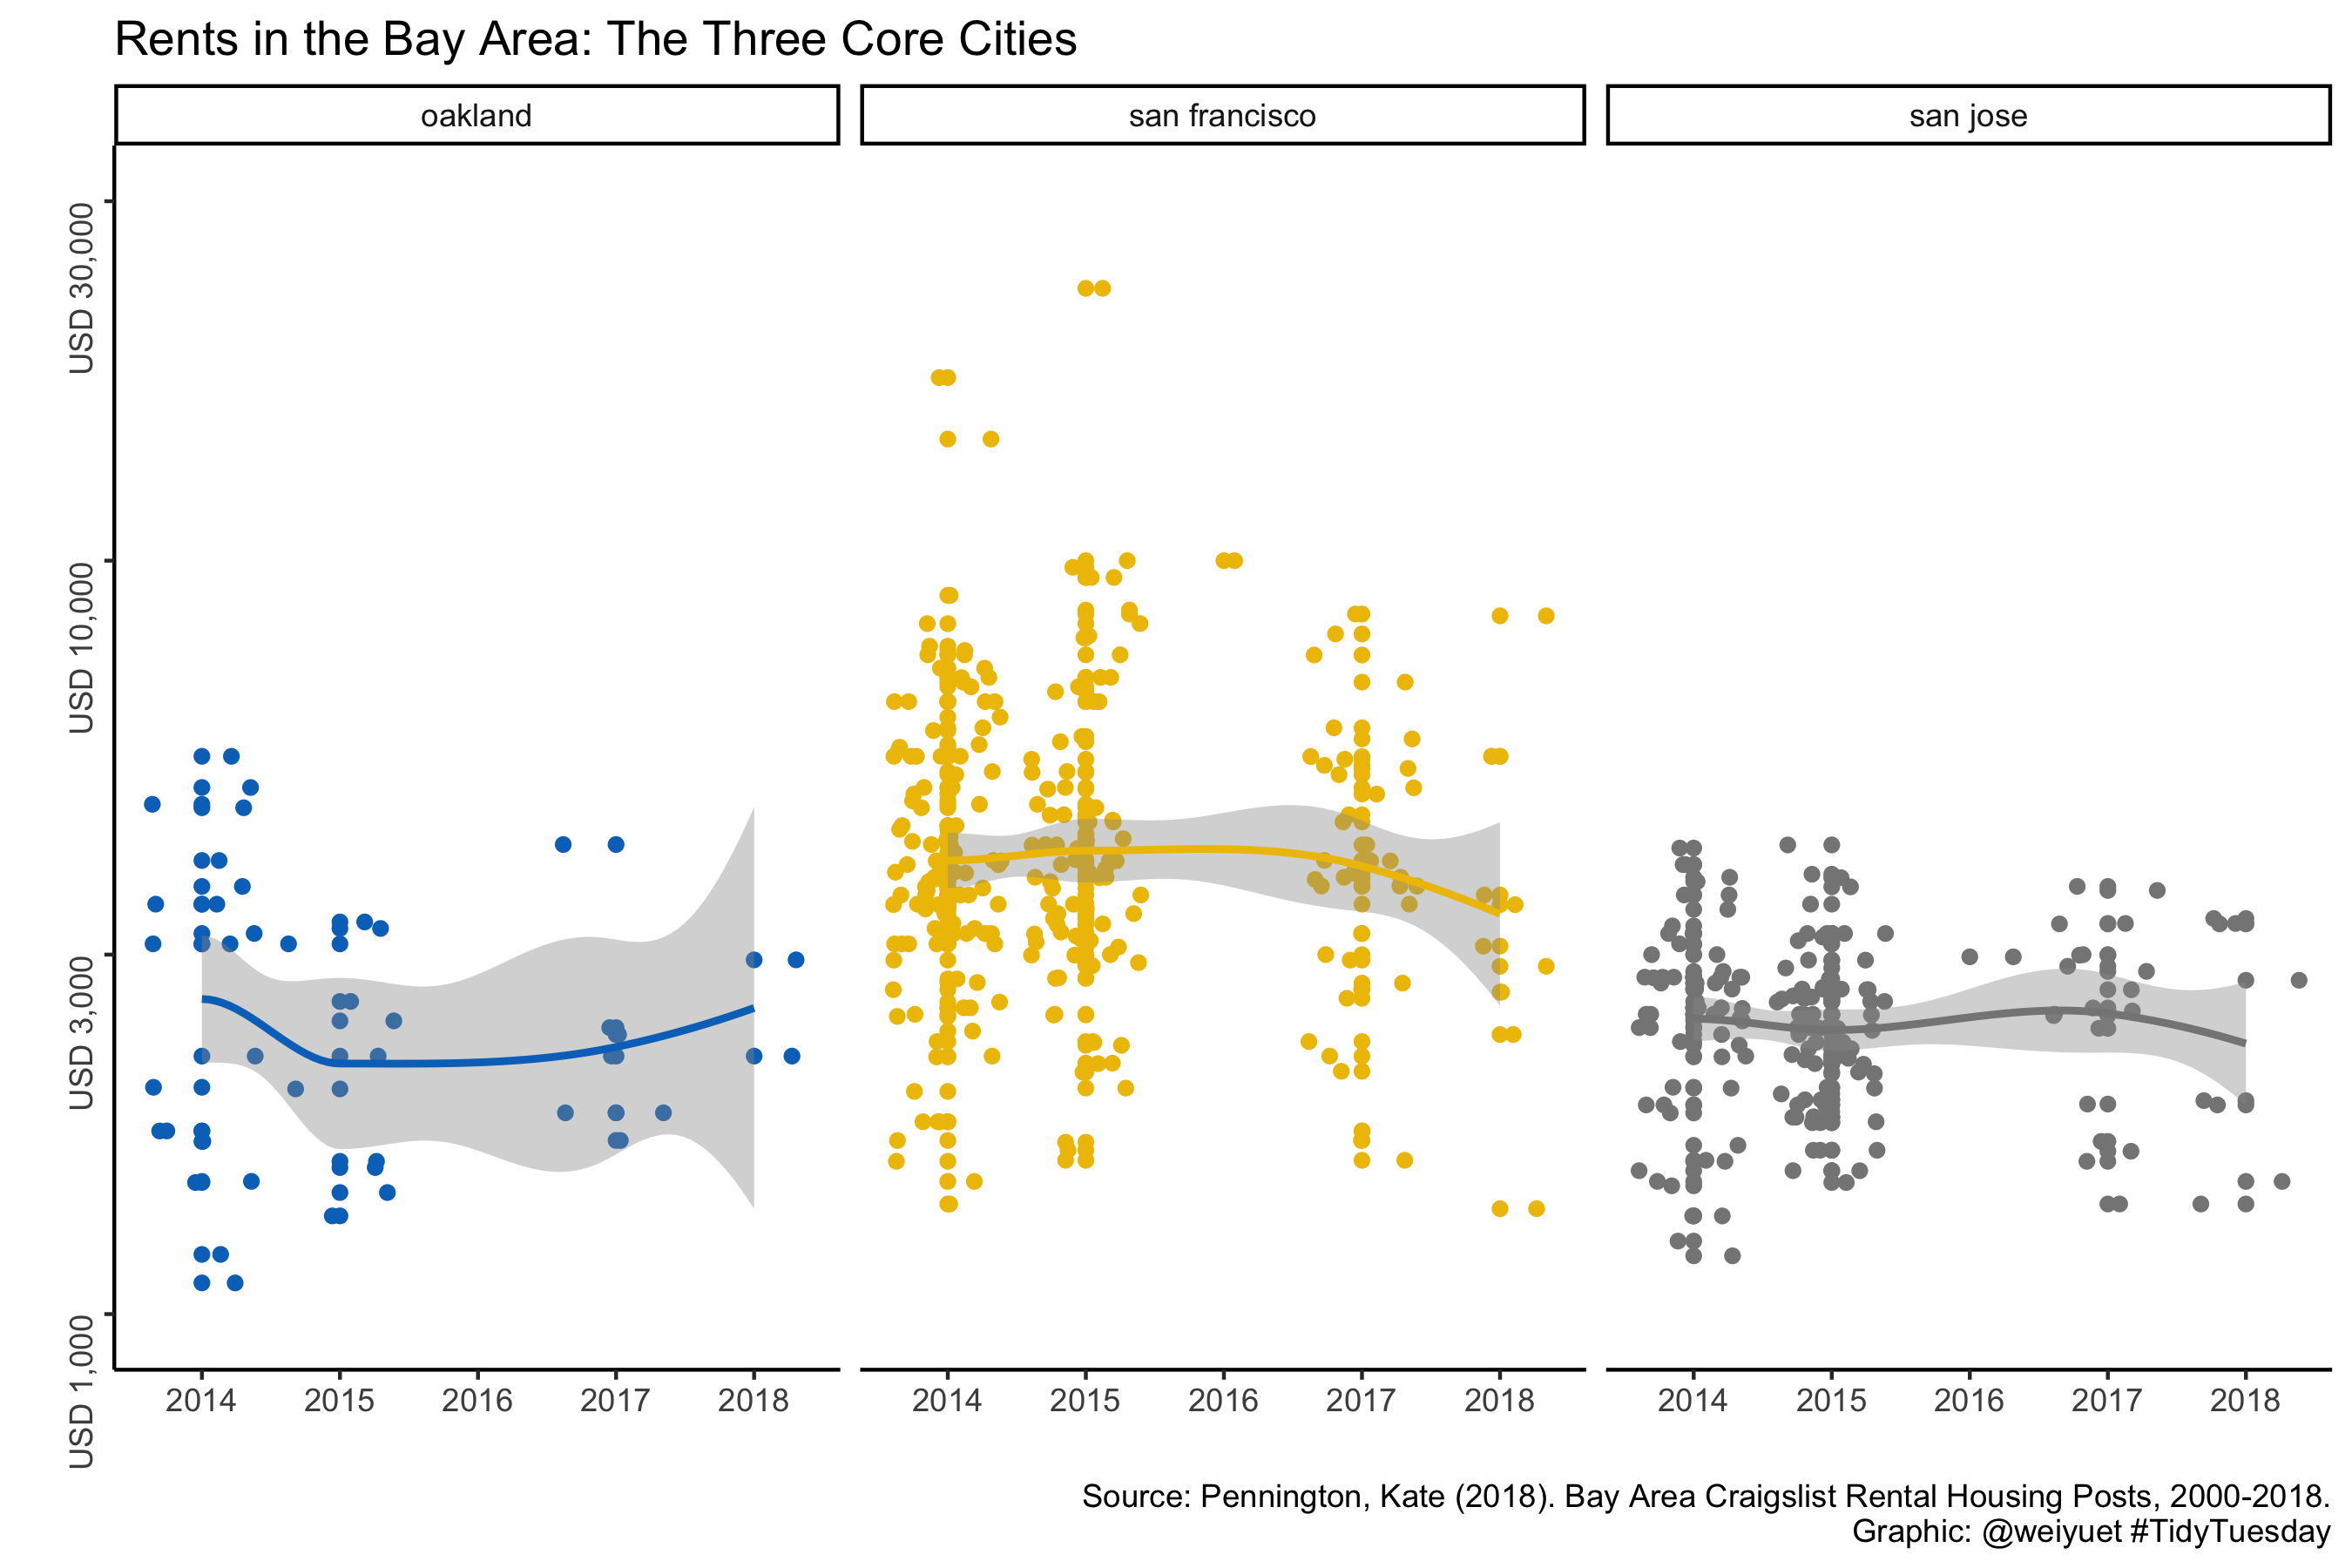 Rents in the Bay Area: The Three Core Cities
oakland
san francisco
san jose
USD 30,000
USD 10,000
USD 3,000
USD 1,000
2014 2015 2016 2017 2018
2014 2015 2016 2017 2018
2014 2015 2016 2017 2018
Source: Pennington, Kate (2018). Bay Area Craigslist Rental Housing Posts, 2000-2018.
Graphic: @weiyuet #TidyTuesday